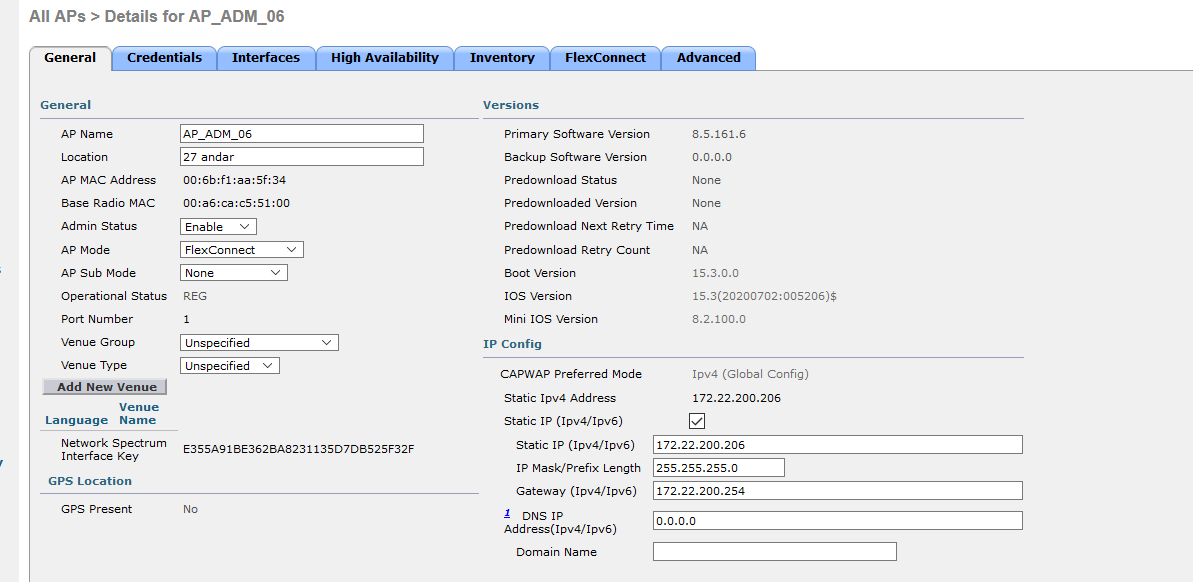 All APs > Details for AP_ADM_06
General Credentials Interfaces High Availability Inventory FlexConnect Advanced
General
AP Name AP_ADM_06
Location 27 andar
AP MAC Address 00:6b:f1:aa:5f:34
Base Radio MAC 00:a6:ca:c5:51:00
Admin Status Enable
AP Mode FlexConnect
AP Sub Mode None
Operational Status REG
Port Number 1
Venue Group Unspecified
Venue Type Unspecified
Add New Venue
Language Venue Name
Network Spectrum
Interface Key E355A91BE362BA8231135D7DB525F32F
GPS Location
GPS Present No
Versions
Primary Software Version 8.5.161.6
Backup Software Version 0.0.0.0
Predownload Status None
Predownloaded Version None
Predownload Next Retry Time NA
Predownload Retry Count NA
Boot Version 15.3.0.0
IOS Version 15.3(20200702:005206)$
Mini IOS Version 8.2.100.0
IP Config
CAPWAP Preferred Mode Ipv4 (Global Config)
Static Ipv4 Address 172.22.200.206
Static IP (Ipv4/Ipv6)
Static IP (Ipv4/Ipv6) 172.22.200.206
IP Mask/Prefix Length 255.255.255.0
Gateway (Ipv4/Ipv6) 172.22.200.254
1 DNS IP
Address(Ipv4/Ipv6) 0.0.0.0
Domain Name